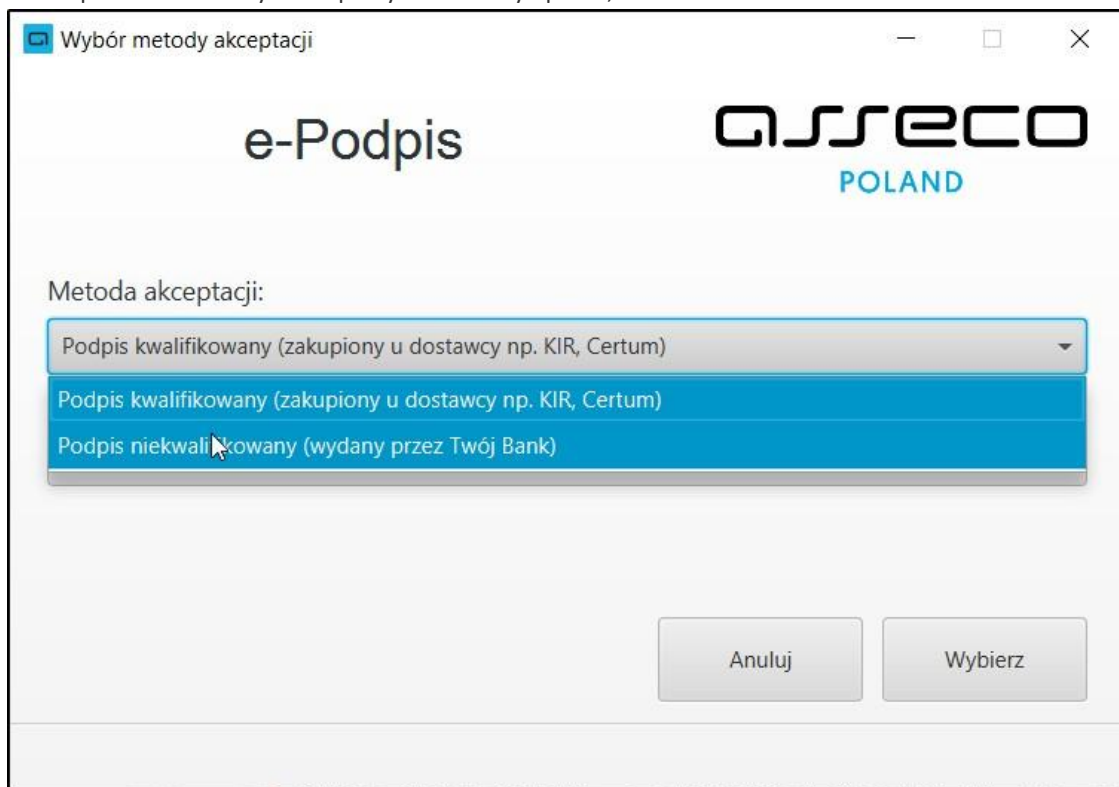 Wybór metody akceptacji
e-Podpis
asseco
POLAND
Metoda akceptacji:
Podpis kwalifikowany (zakupiony u dostawcy np. KIR, Certum)
Podpis kwalifikowany (zakupiony u dostawcy np. KIR, Certum)
Podpis niekwalifikowany (wydany przez Twój Bank)
Anuluj Wybierz